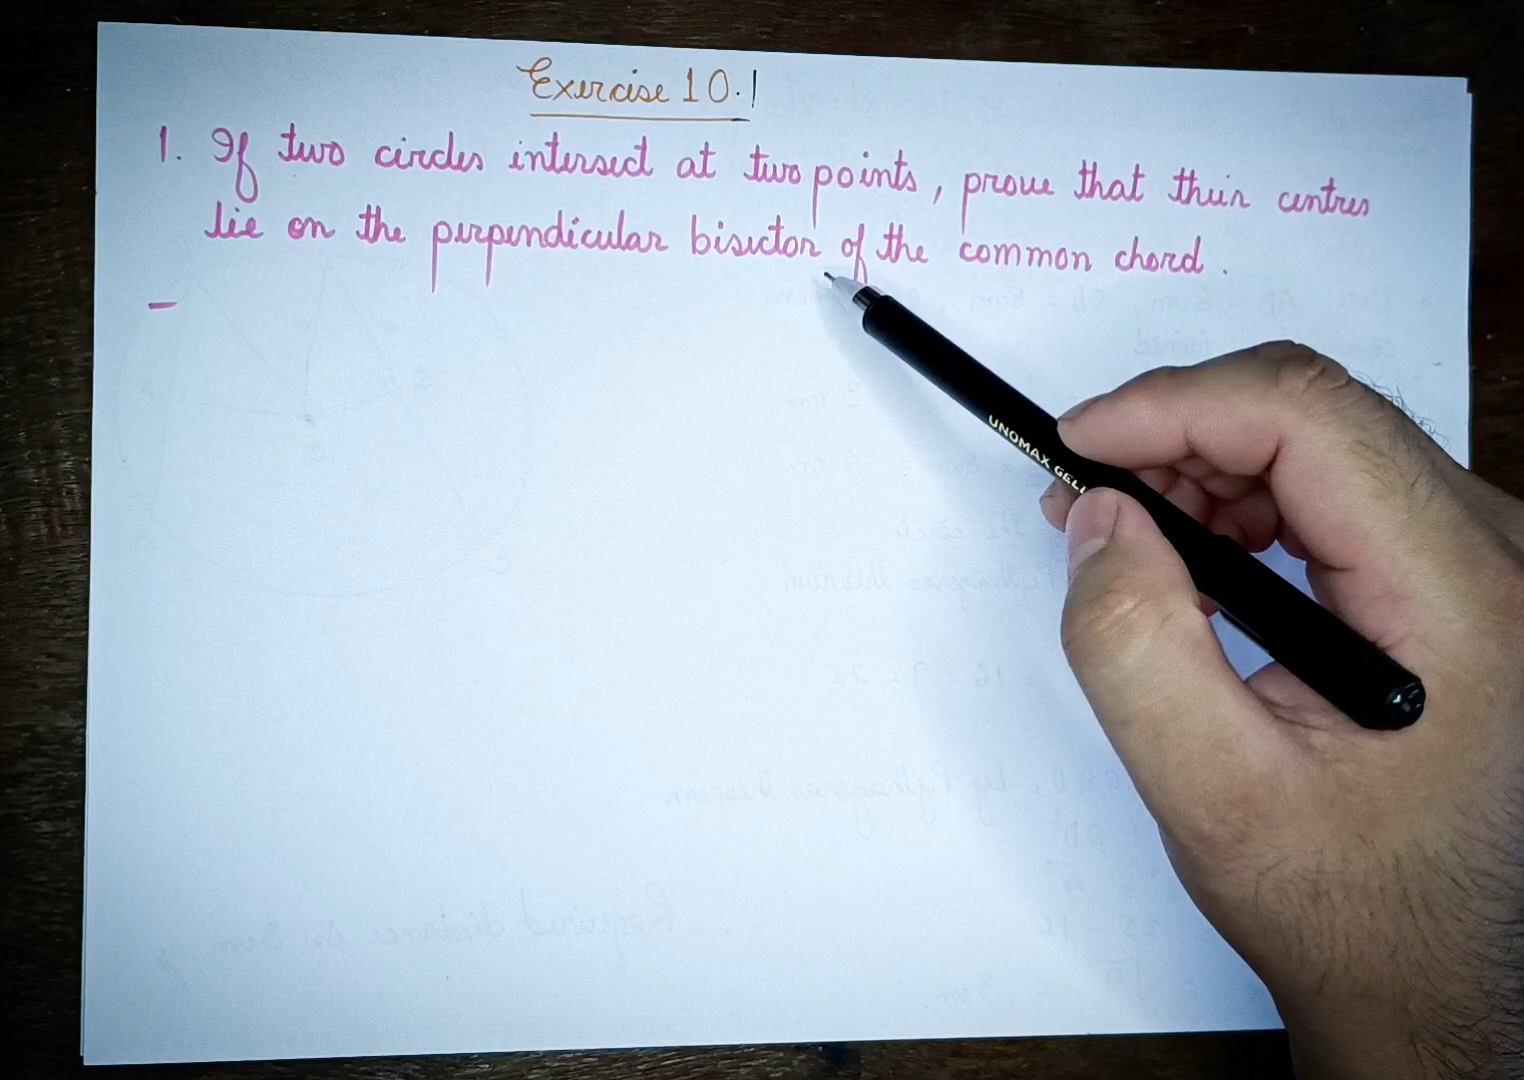 Exercise 10.1
1. If two circles intersect at two points, prove that their centres
lie on the perpendicular bisector of the common chord.
UNOMAX GEL